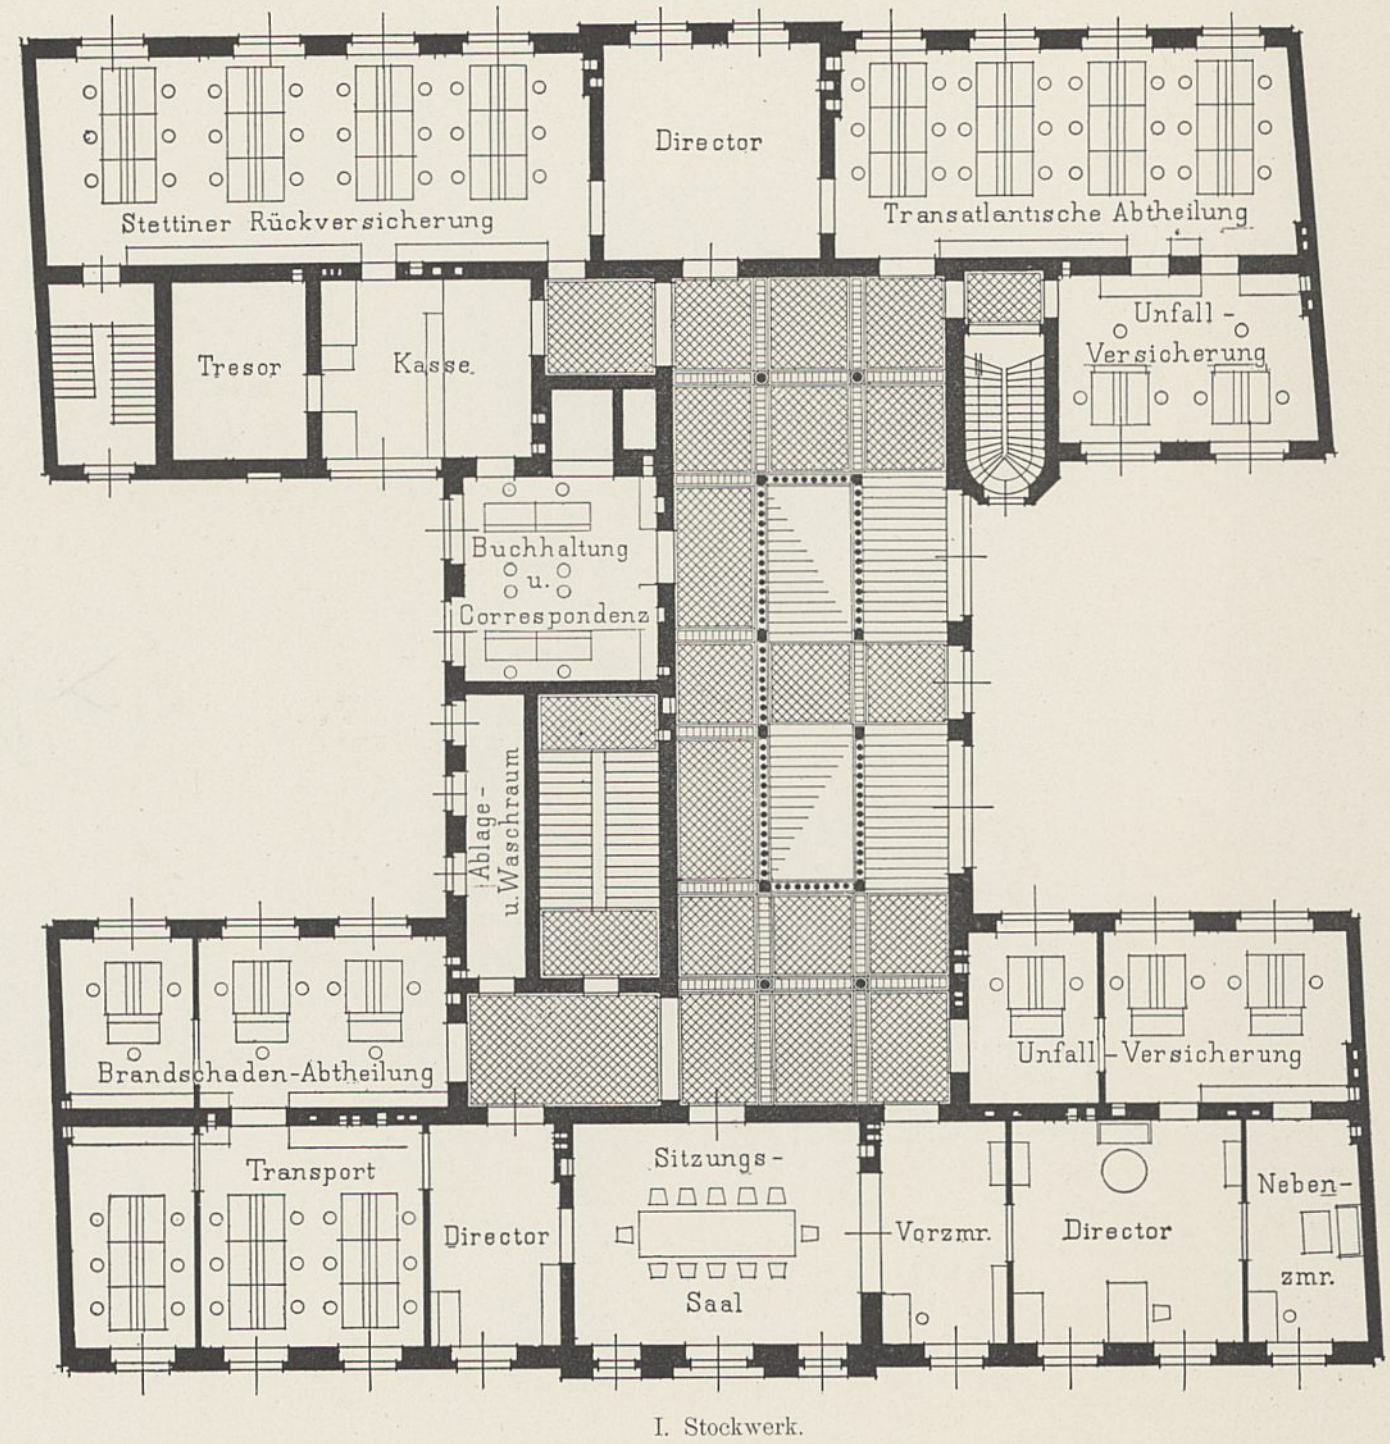 Director
Stettiner Rückversicherung
Transatlantische Abtheilung
Tresor
Kasse.
Unfall -
Versicherung
Buchhaltung
u.
Correspondenz
Ablage-
u. Waschraum
Brandschaden-Abtheilung
Unfall-Versicherung
Transport
Director
Sitzungs-
Saal
Vorzmr.
Director
Neben-
zmr.
I. Stockwerk.